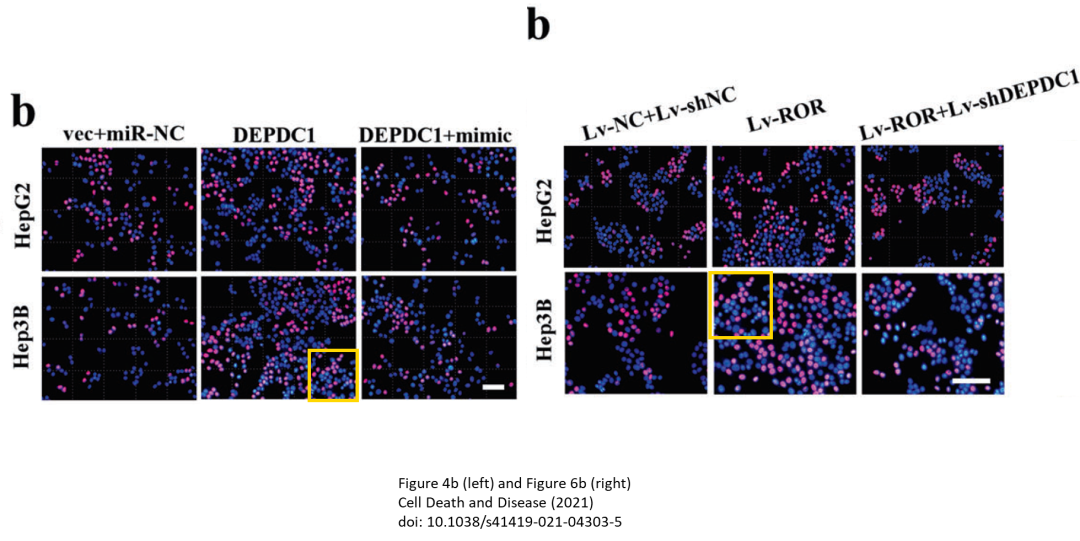 b
vec+miR-NC DEPDC1 DEPDC1+mimic
HepG2
Hep3B
b
Lv-NC+Lv-shNC Lv-ROR Lv-ROR+Lv-shDEPDC1
HepG2
Hep3B
Figure 4b (left) and Figure 6b (right)
Cell Death and Disease (2021)
doi: 10.1038/s41419-021-04303-5